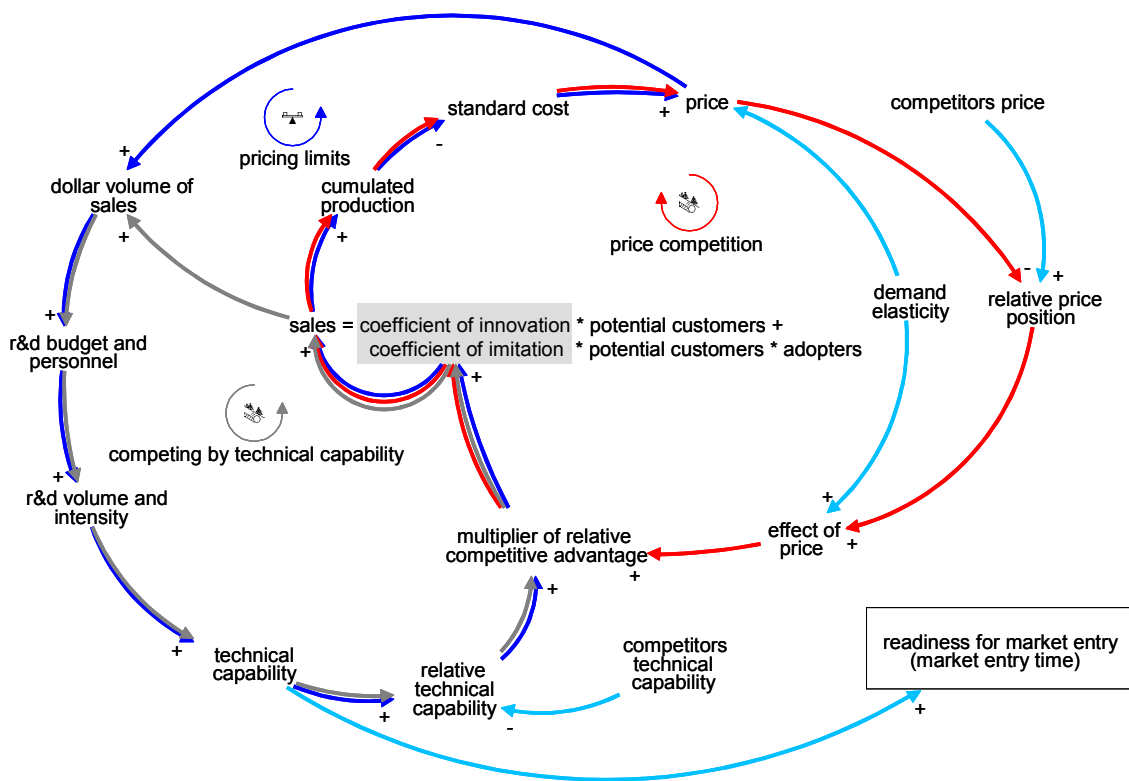 standard cost
+
price
competitors price
+
-
pricing limits
dollar volume of
sales
+
cumulated
production
+
price competition
-
+
relative price
position
demand
elasticity
+
r&d budget and
personnel
sales = coefficient of innovation * potential customers +
coefficient of imitation * potential customers * adopters
+
+
competing by technical capability
+
r&d volume and
intensity
+
effect of
price
+
multiplier of relative
competitive advantage
+
+
readiness for market entry
(market entry time)
+
technical
capability
relative
technical
capability
competitors
technical
capability
+
-
+